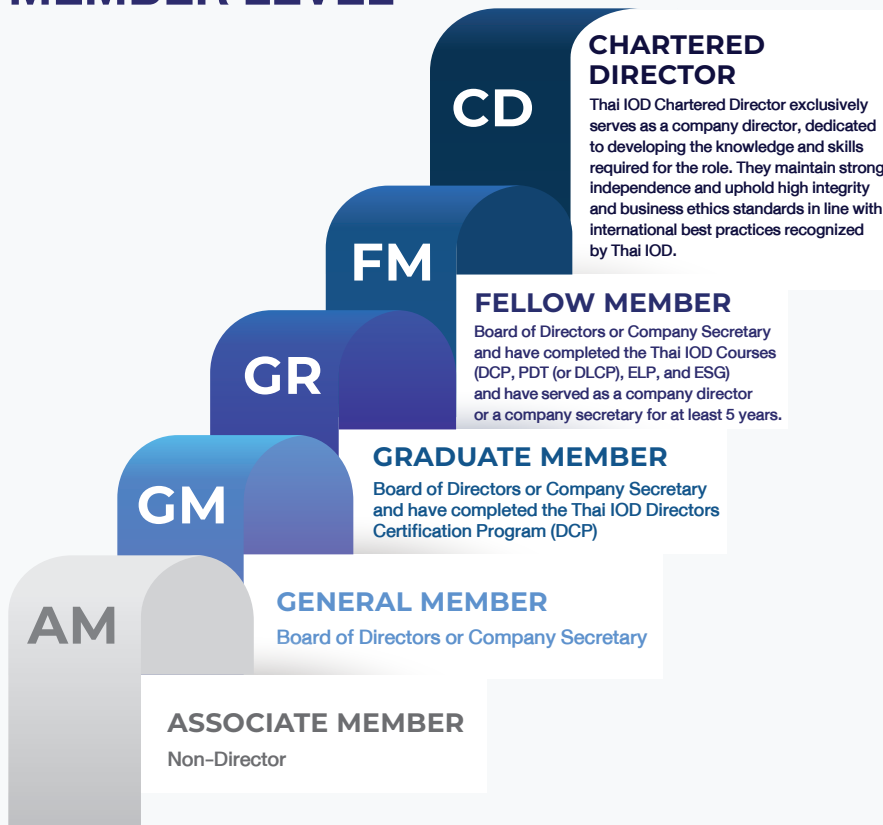 MEMBER LEVEL
CD
CHARTERED
DIRECTOR
Thai IOD Chartered Director exclusively
serves as a company director, dedicated
to developing the knowledge and skills
required for the role. They maintain strong
independence and uphold high integrity
and business ethics standards in line with
international best practices recognized
by Thai IOD.
FM
FELLOW MEMBER
Board of Directors or Company Secretary
and have completed the Thai IOD Courses
(DCP, PDT (or DLCP), ELP, and ESG)
and have served as a company director
or a company secretary for at least 5 years.
GR
GRADUATE MEMBER
Board of Directors or Company Secretary
and have completed the Thai IOD Directors
Certification Program (DCP)
GM
GENERAL MEMBER
Board of Directors or Company Secretary
AM
ASSOCIATE MEMBER
Non-Director